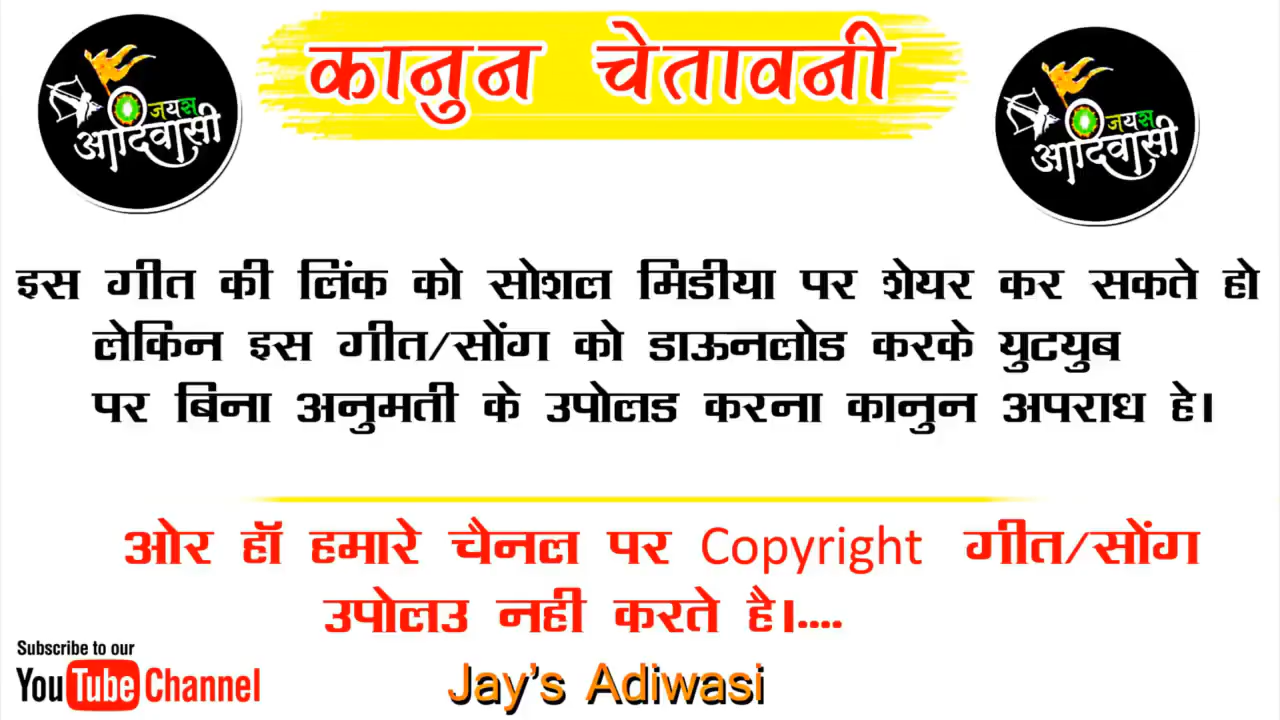 कानुन चेतावनी
जयस
आदिवासी
जयस
आदिवासी
इस गीत की लिंक को सोशल मिडीया पर शेयर कर सकते हो
लेकिन इस गीत/सोंग को डाऊनलोड करके युटयुब
पर बिना अनुमती के उपोलड करना कानुन अपराध हे।
ओर हॉ हमारे चैनल पर Copyright गीत/सोंग
उपोलउ नही करते है।....
Subscribe to our
YouTube Channel
Jay's Adiwasi